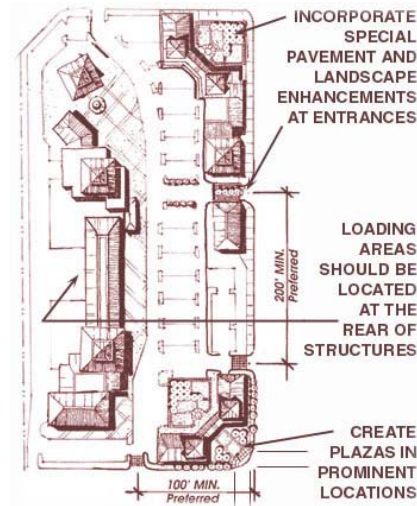 INCORPORATE
SPECIAL
PAVEMENT AND
LANDSCAPE
ENHANCEMENTS
AT ENTRANCES
200' MIN.
Preferred
LOADING
AREAS
SHOULD BE
LOCATED
AT THE
REAR OF
STRUCTURES
CREATE
PLAZAS IN
PROMINENT
LOCATIONS
100' MIN.
Preferred